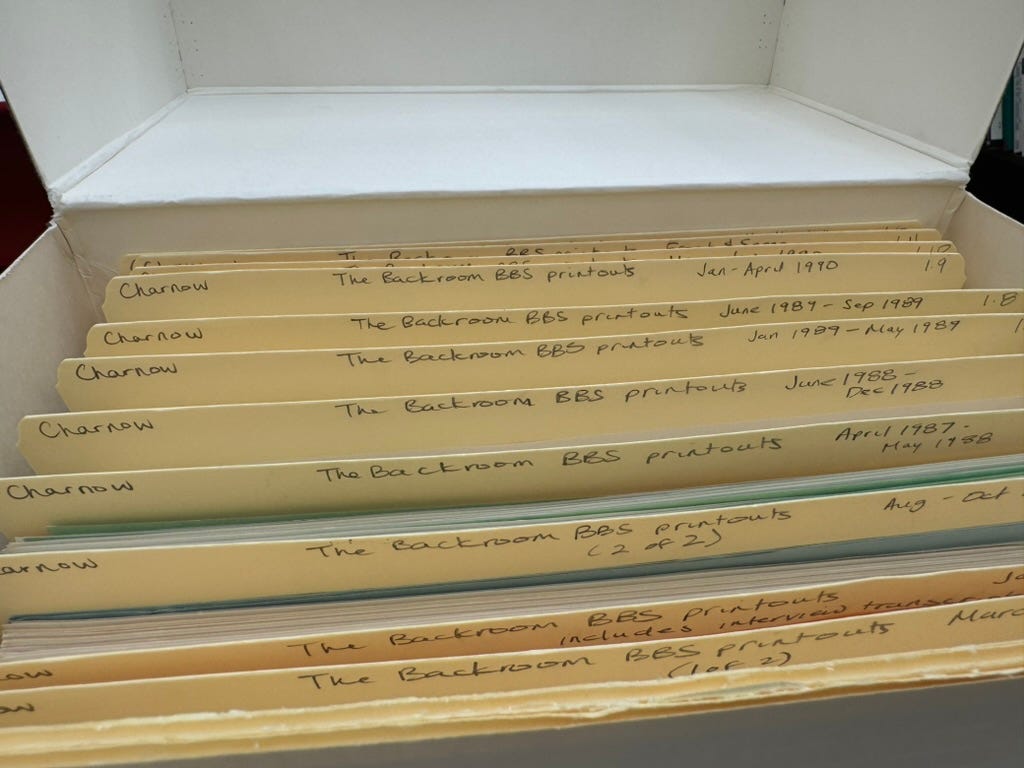 The BBS
Charnow The Backroom BBS printouts Jan-April 1990 1.9
Charnow The Backroom BBS printouts June 1989 - Sep 1989 1.8
Charnow The Backroom BBS printouts Jan 1989 - May 1989
Charnow The Backroom BBS printouts June 1988 -
Dec 1988
Charnow The Backroom BBS printouts April 1987 -
May 1988
The Backroom BBS printouts Aug - Oct
(2 of 2)
The Backroom BBS printouts
includes interview
The Backroom BBS printouts
(1 of 2)